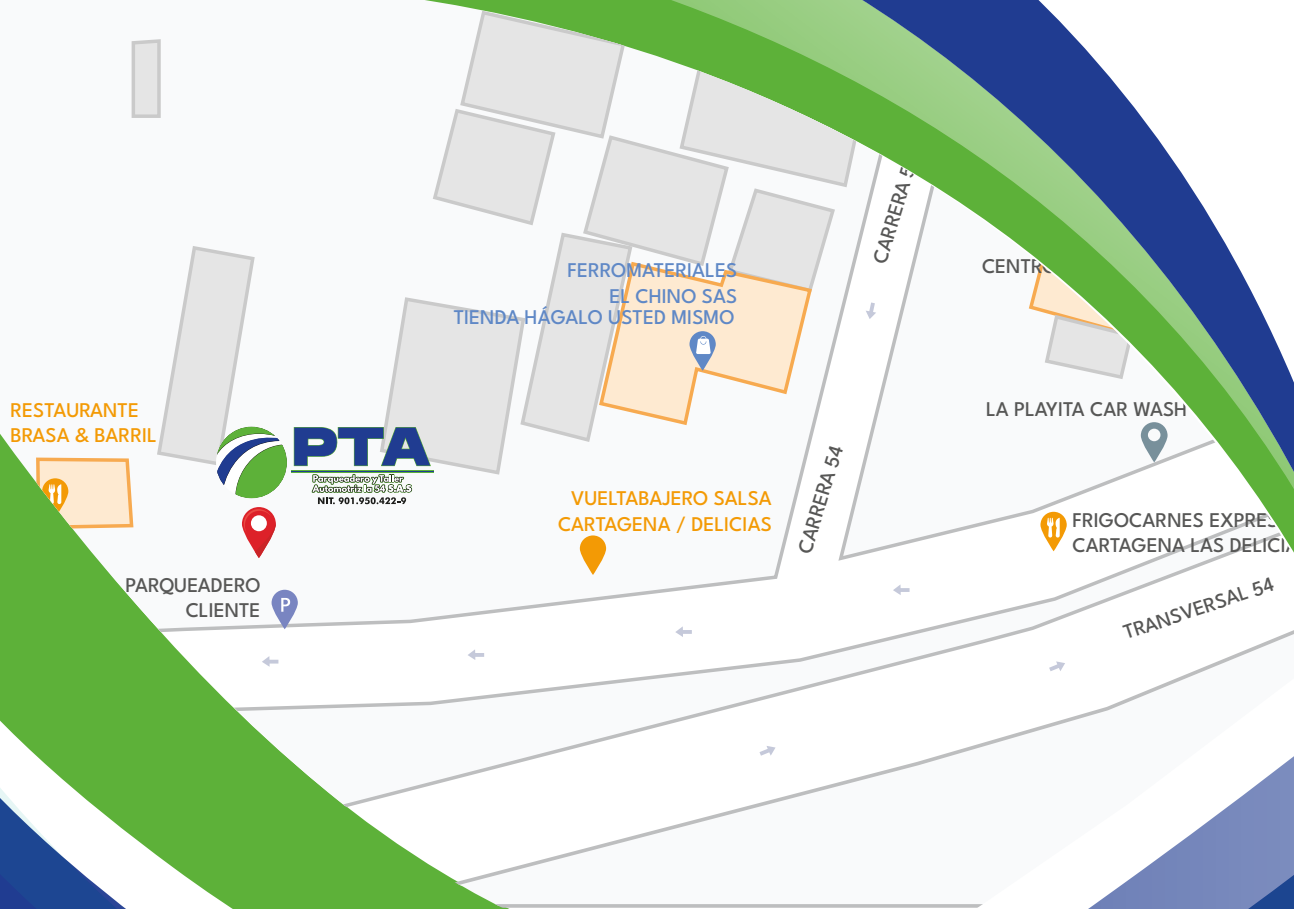 CARRERA 5
CENTRO
FERROMATERIALES
EL CHINO SAS
TIENDA HÁGALO USTED MISMO
RESTAURANTE
BRASA & BARRIL
LA PLAYITA CAR WASH
PTA
Parqueadero y Taller
Automotriz la 54 S.A.S
NIT. 901.950.422-9
CARRERA 54
VUELTABAJERO SALSA
CARTAGENA / DELICIAS
FRIGOCARNES EXPRES
CARTAGENA LAS DELICIA
PARQUEADERO
CLIENTE
P
TRANSVERSAL 54